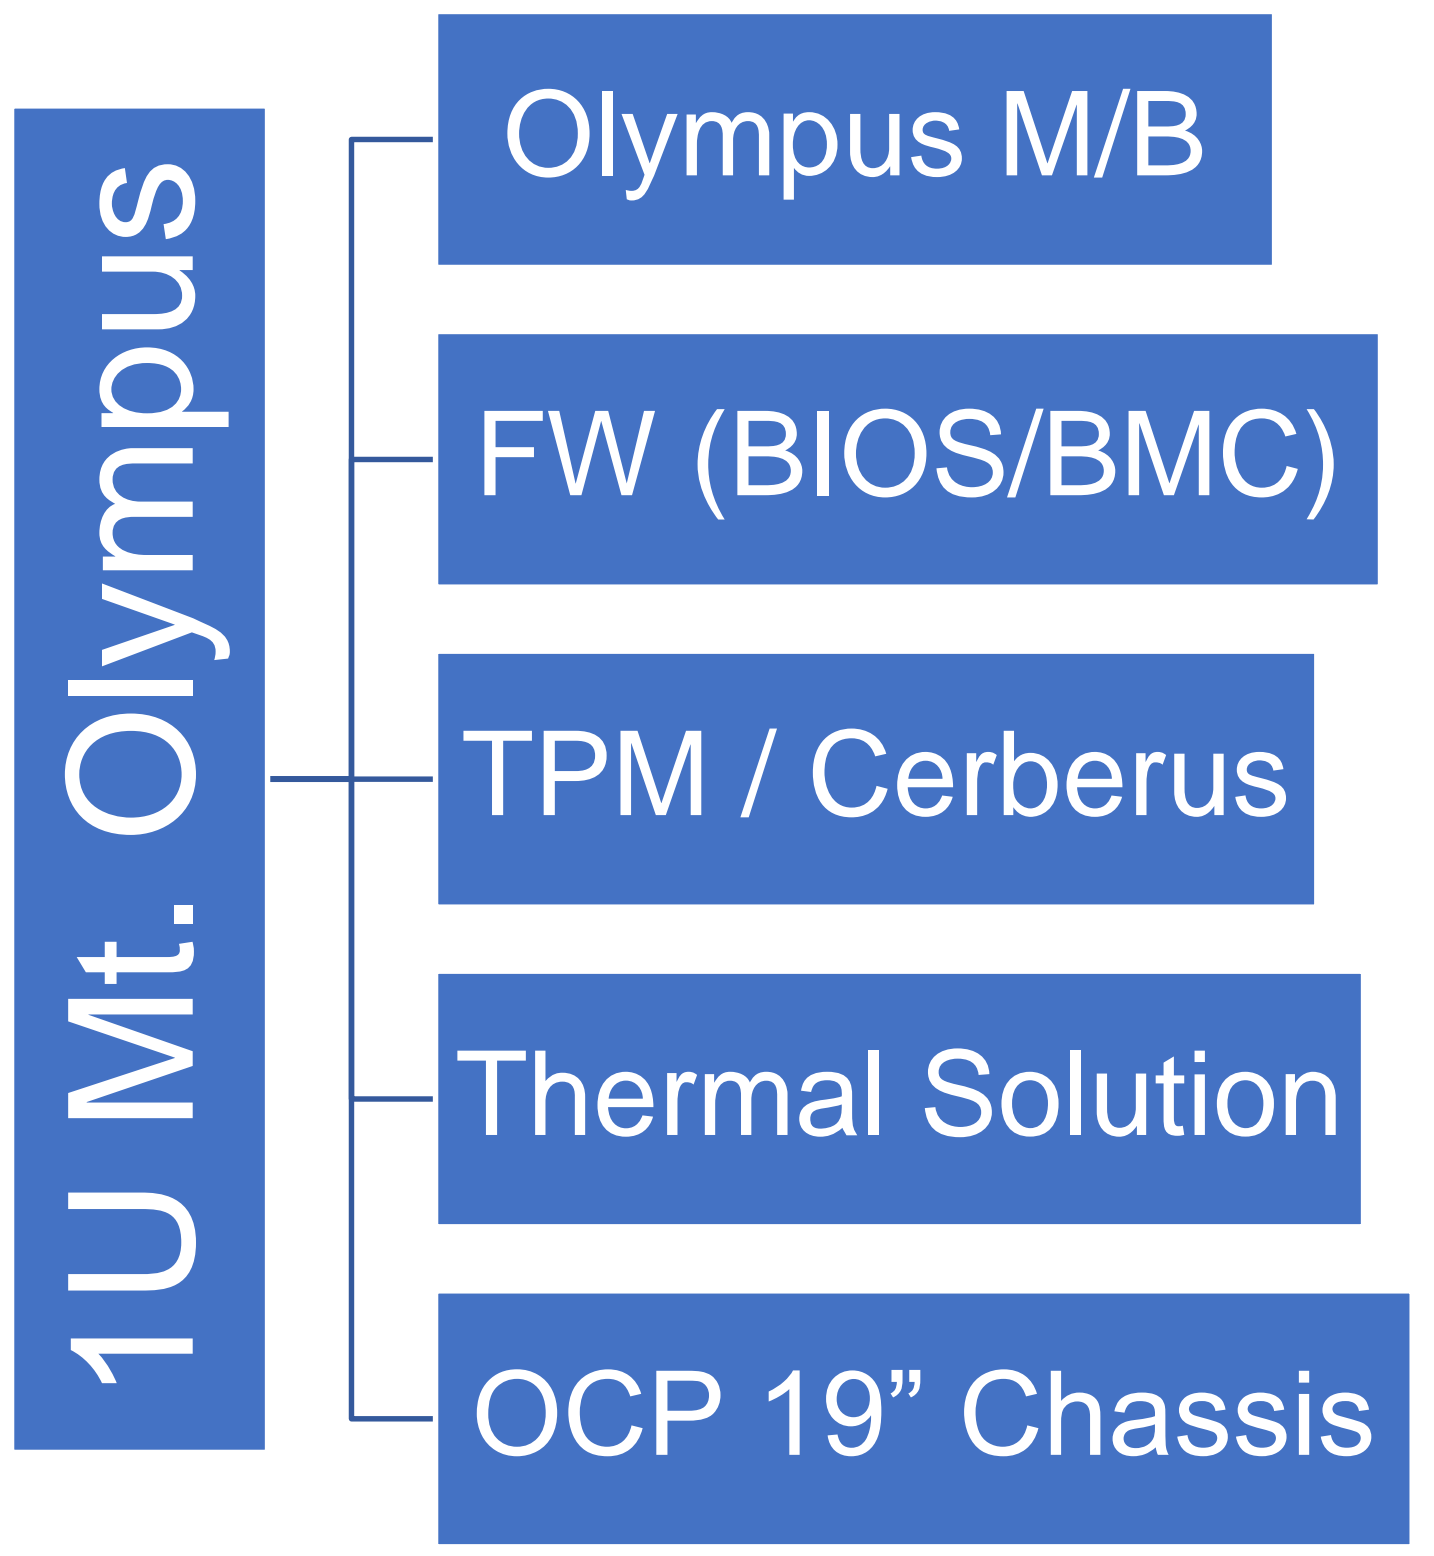 1U Mt. Olympus
Olympus M/B
FW (BIOS/BMC)
TPM / Cerberus
Thermal Solution
OCP 19” Chassis